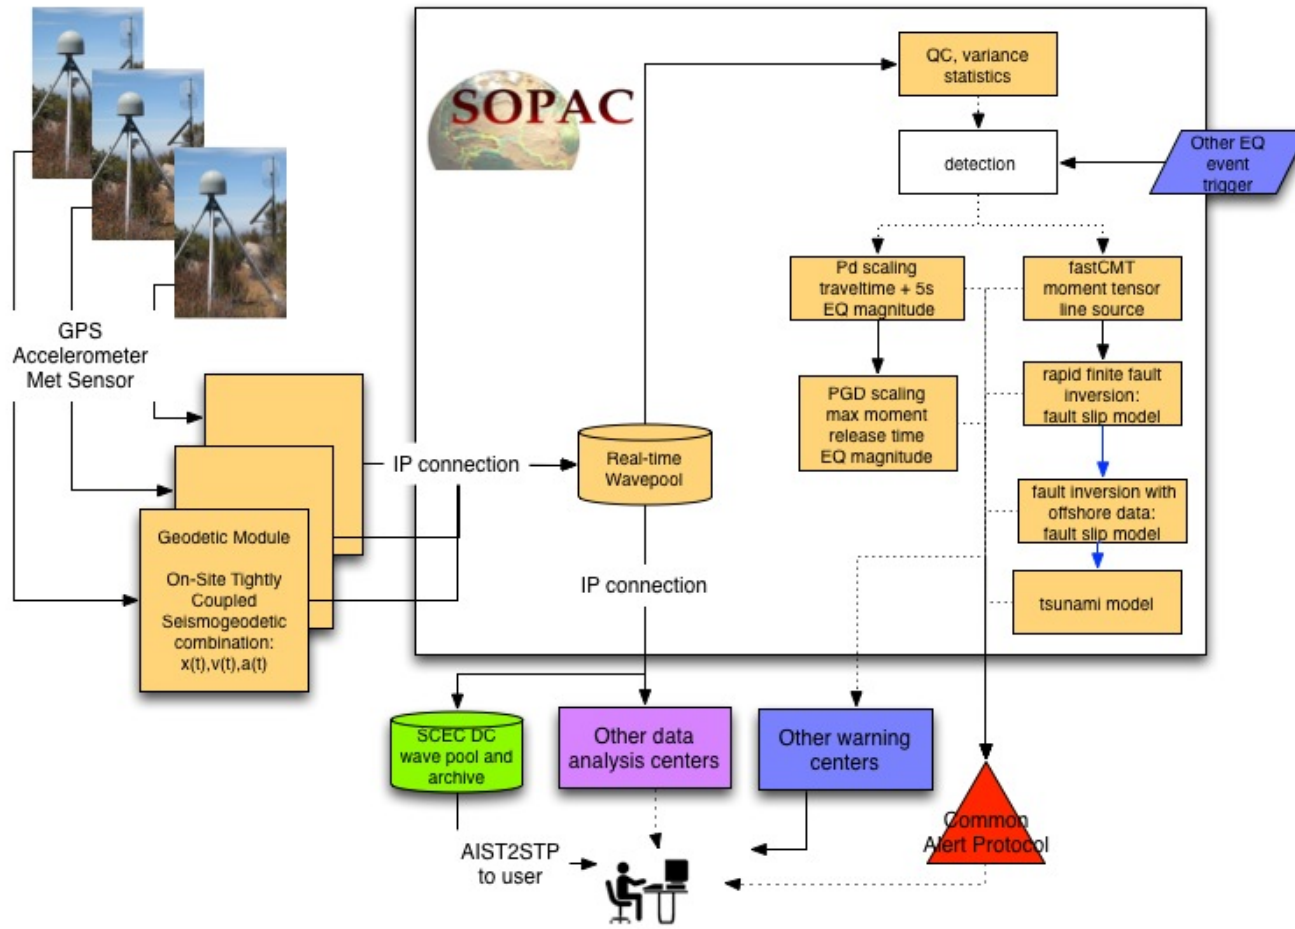 SOPAC
QC, variance
statistics
detection
Other EQ
event
trigger
Pd scaling
traveltime + 5s
EQ magnitude
fastCMT
moment tensor
line source
PGD scaling
max moment
release time
EQ magnitude
rapid finite fault
inversion:
fault slip model
fault inversion with
offshore data:
fault slip model
tsunami model
GPS
Accelerometer
Met Sensor
IP connection
Real-time
Wavepool
Geodetic Module
On-Site Tightly
Coupled
Seismogeodetic
combination:
x(t),v(t),a(t)
IP connection
SCEC DC
wave pool and
archive
Other data
analysis centers
Other warning
centers
Common
Alert Protocol
AIST2STP
to user